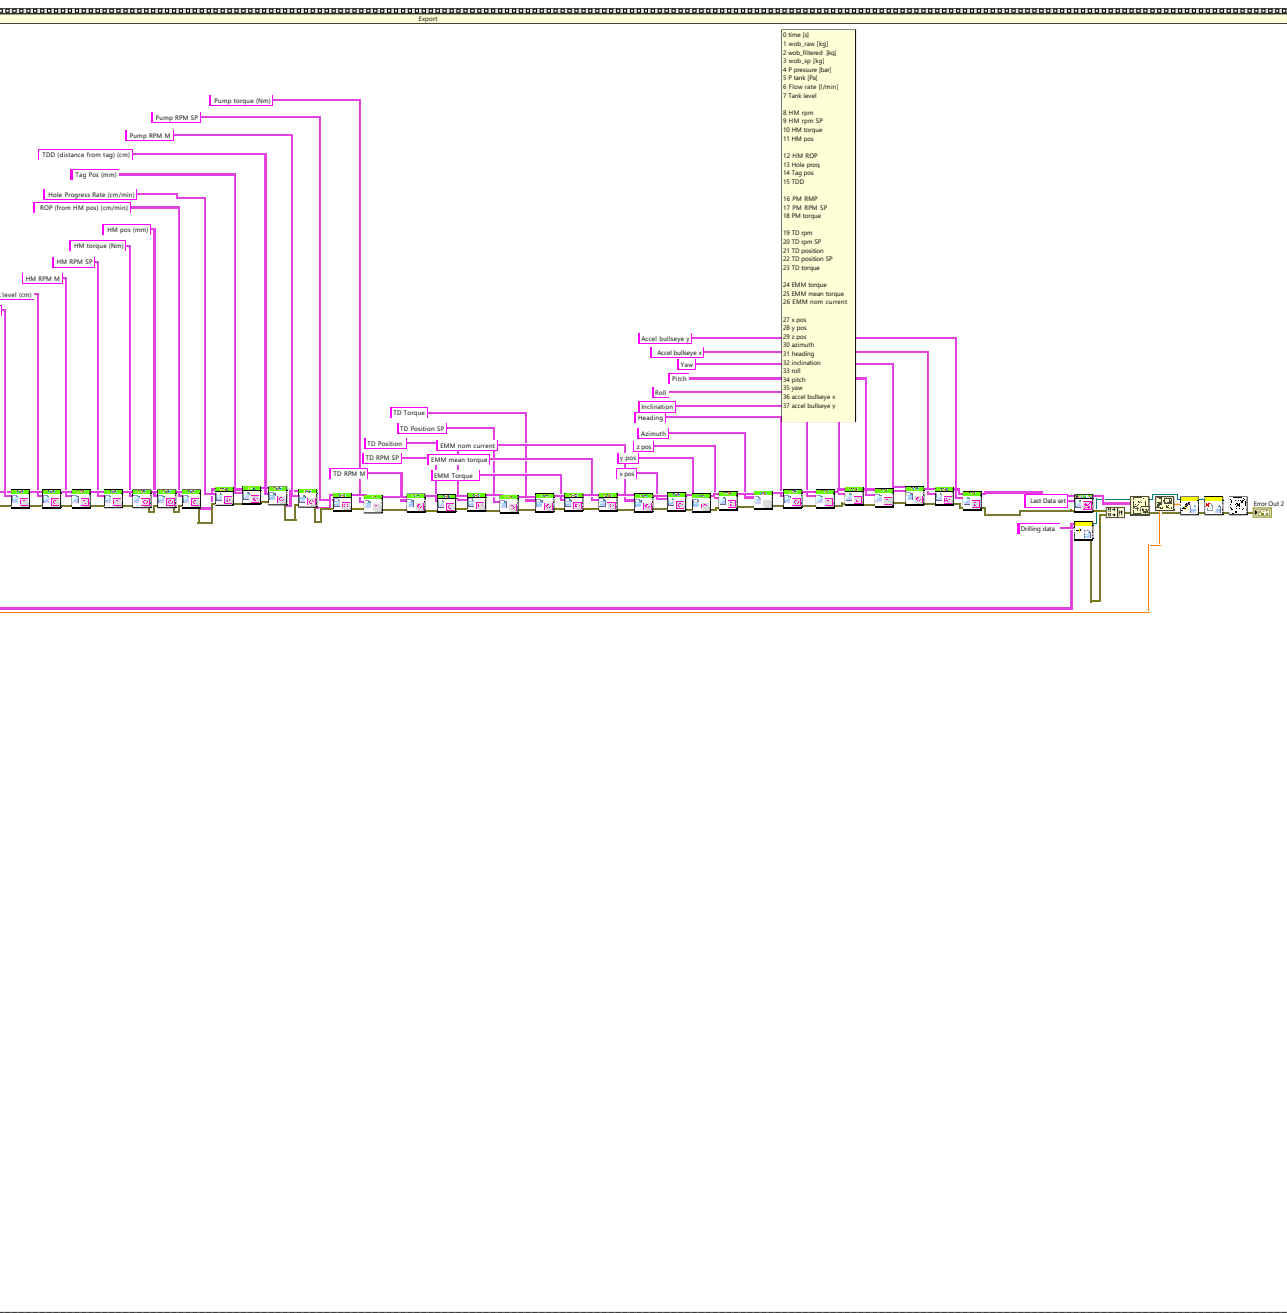 Export
0 time [s]
1 wob_raw [kg]
2 wob_filtered [kg]
3 wob_sp [kg]
4 P pressure [bar]
5 P tank [Pa]
6 Flow rate [l/min]
7 Tank level
8 HM rpm
9 HM rpm SP
10 HM torque
11 HM pos
12 HM ROP
13 Hole prog
14 Tag pos
15 TDD
16 PM RMP
17 PM RPM SP
18 PM torque
19 TD rpm
20 TD rpm SP
21 TD position
22 TD position SP
23 TD torque
24 EMM torque
25 EMM mean torque
26 EMM nom current
27 x pos
28 y pos
29 z pos
30 azimuth
31 heading
32 inclination
33 roll
34 pitch
35 yaw
36 accel bullseye x
37 accel bullseye y
Pump torque (Nm)
Pump RPM SP
Pump RPM M
TDD (distance from tag) (cm)
Tag Pos (mm)
Hole Progress Rate (cm/min)
ROP (from HM pos) (cm/min)
HM pos (mm)
HM torque (Nm)
HM RPM SP
HM RPM M
level (cm)
Accel bullseye y
Accel bullseye x
Yaw
Pitch
Roll
Inclination
Heading
Azimuth
z pos
y pos
x pos
TD Torque
TD Position SP
TD Position
EMM nom current
TD RPM SP
EMM mean torque
TD RPM M
EMM Torque
Last Data set
Error Out 2
Drilling data